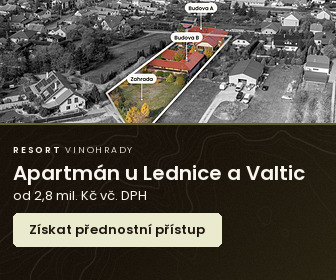 Budova A
Budova B
Zahrada
RESORT VINOHRADY
Apartmán u Lednice a Valtic
od 2,8 mil. Kč vč. DPH
Získat přednostní přístup